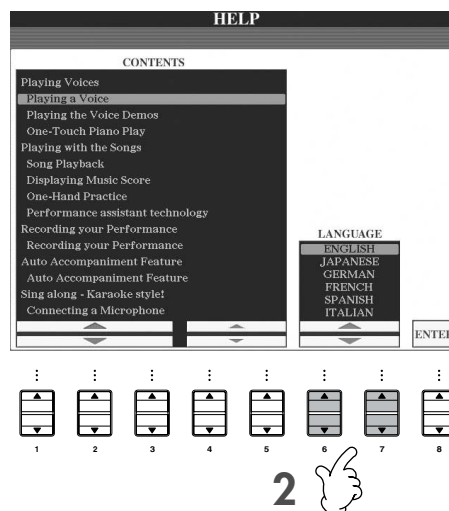 HELP
CONTENTS
Playing Voices
Playing a Voice
Playing the Voice Demos
One-Touch Piano Play
Playing with the Songs
Song Playback
Displaying Music Score
One-Hand Practice
Performance assistant technology
Recording your Performance
Recording your Performance
Auto Accompaniment Feature
Auto Accompaniment Feature
Sing along - Karaoke style!
Connecting a Microphone
LANGUAGE
ENGLISH
JAPANESE
GERMAN
FRENCH
SPANISH
ITALIAN
ENTER
1 2 3 4 5 6 7 8
2